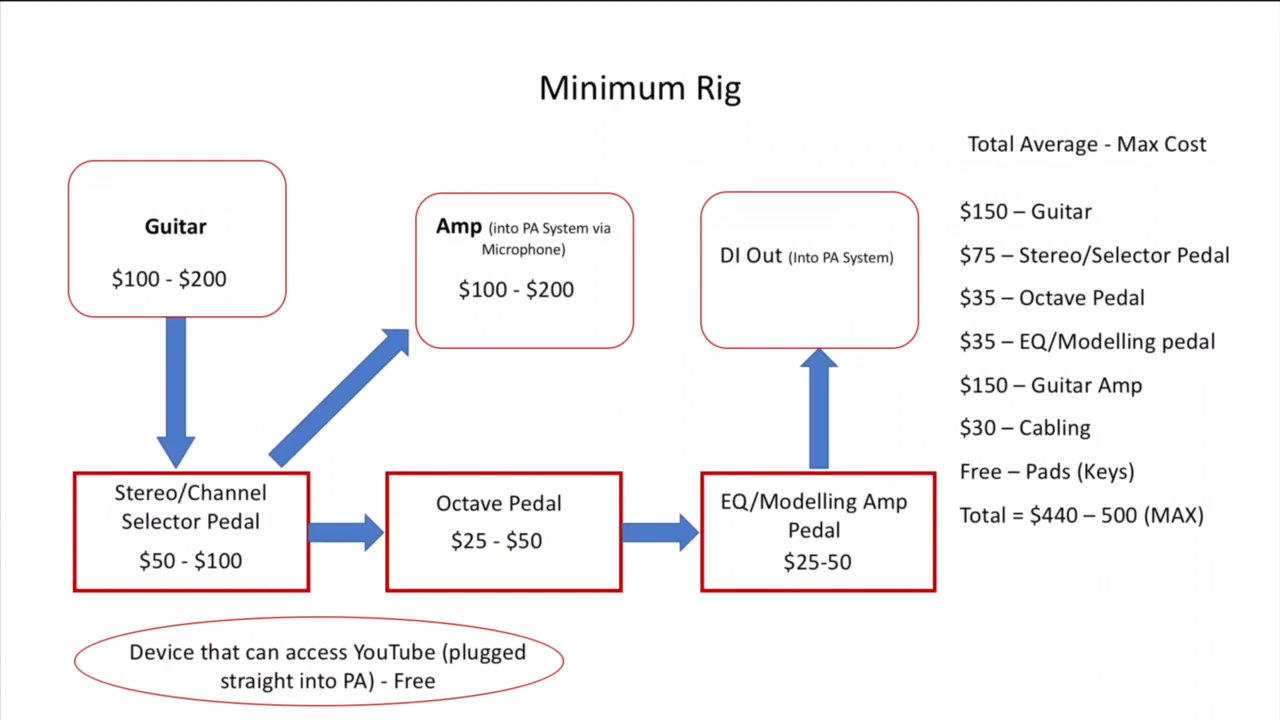 Minimum Rig
Total Average - Max Cost
Guitar
$100 - $200
Amp (into PA System via
Microphone)
$100 - $200
DI Out (Into PA System)
$150 – Guitar
$75 – Stereo/Selector Pedal
$35 – Octave Pedal
$35 – EQ/Modelling pedal
$150 – Guitar Amp
$30 – Cabling
Free – Pads (Keys)
Total = $440 – 500 (MAX)
Stereo/Channel
Selector Pedal
$50 - $100
Octave Pedal
$25 - $50
EQ/Modelling Amp
Pedal
$25-50
Device that can access YouTube (plugged
straight into PA) - Free